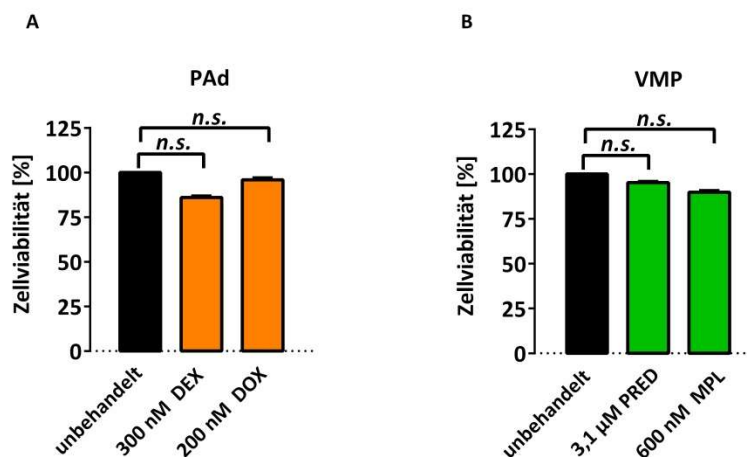 A
PAd
n.s.
n.s.
Zellviabilität [%]
125
100
75
50
25
0
unbehandelt
300 nM DEX
200 nM DOX
B
VMP
n.s.
n.s.
Zellviabilität [%]
125
100
75
50
25
0
unbehandelt
3,1 µM PRED
600 nM MPL